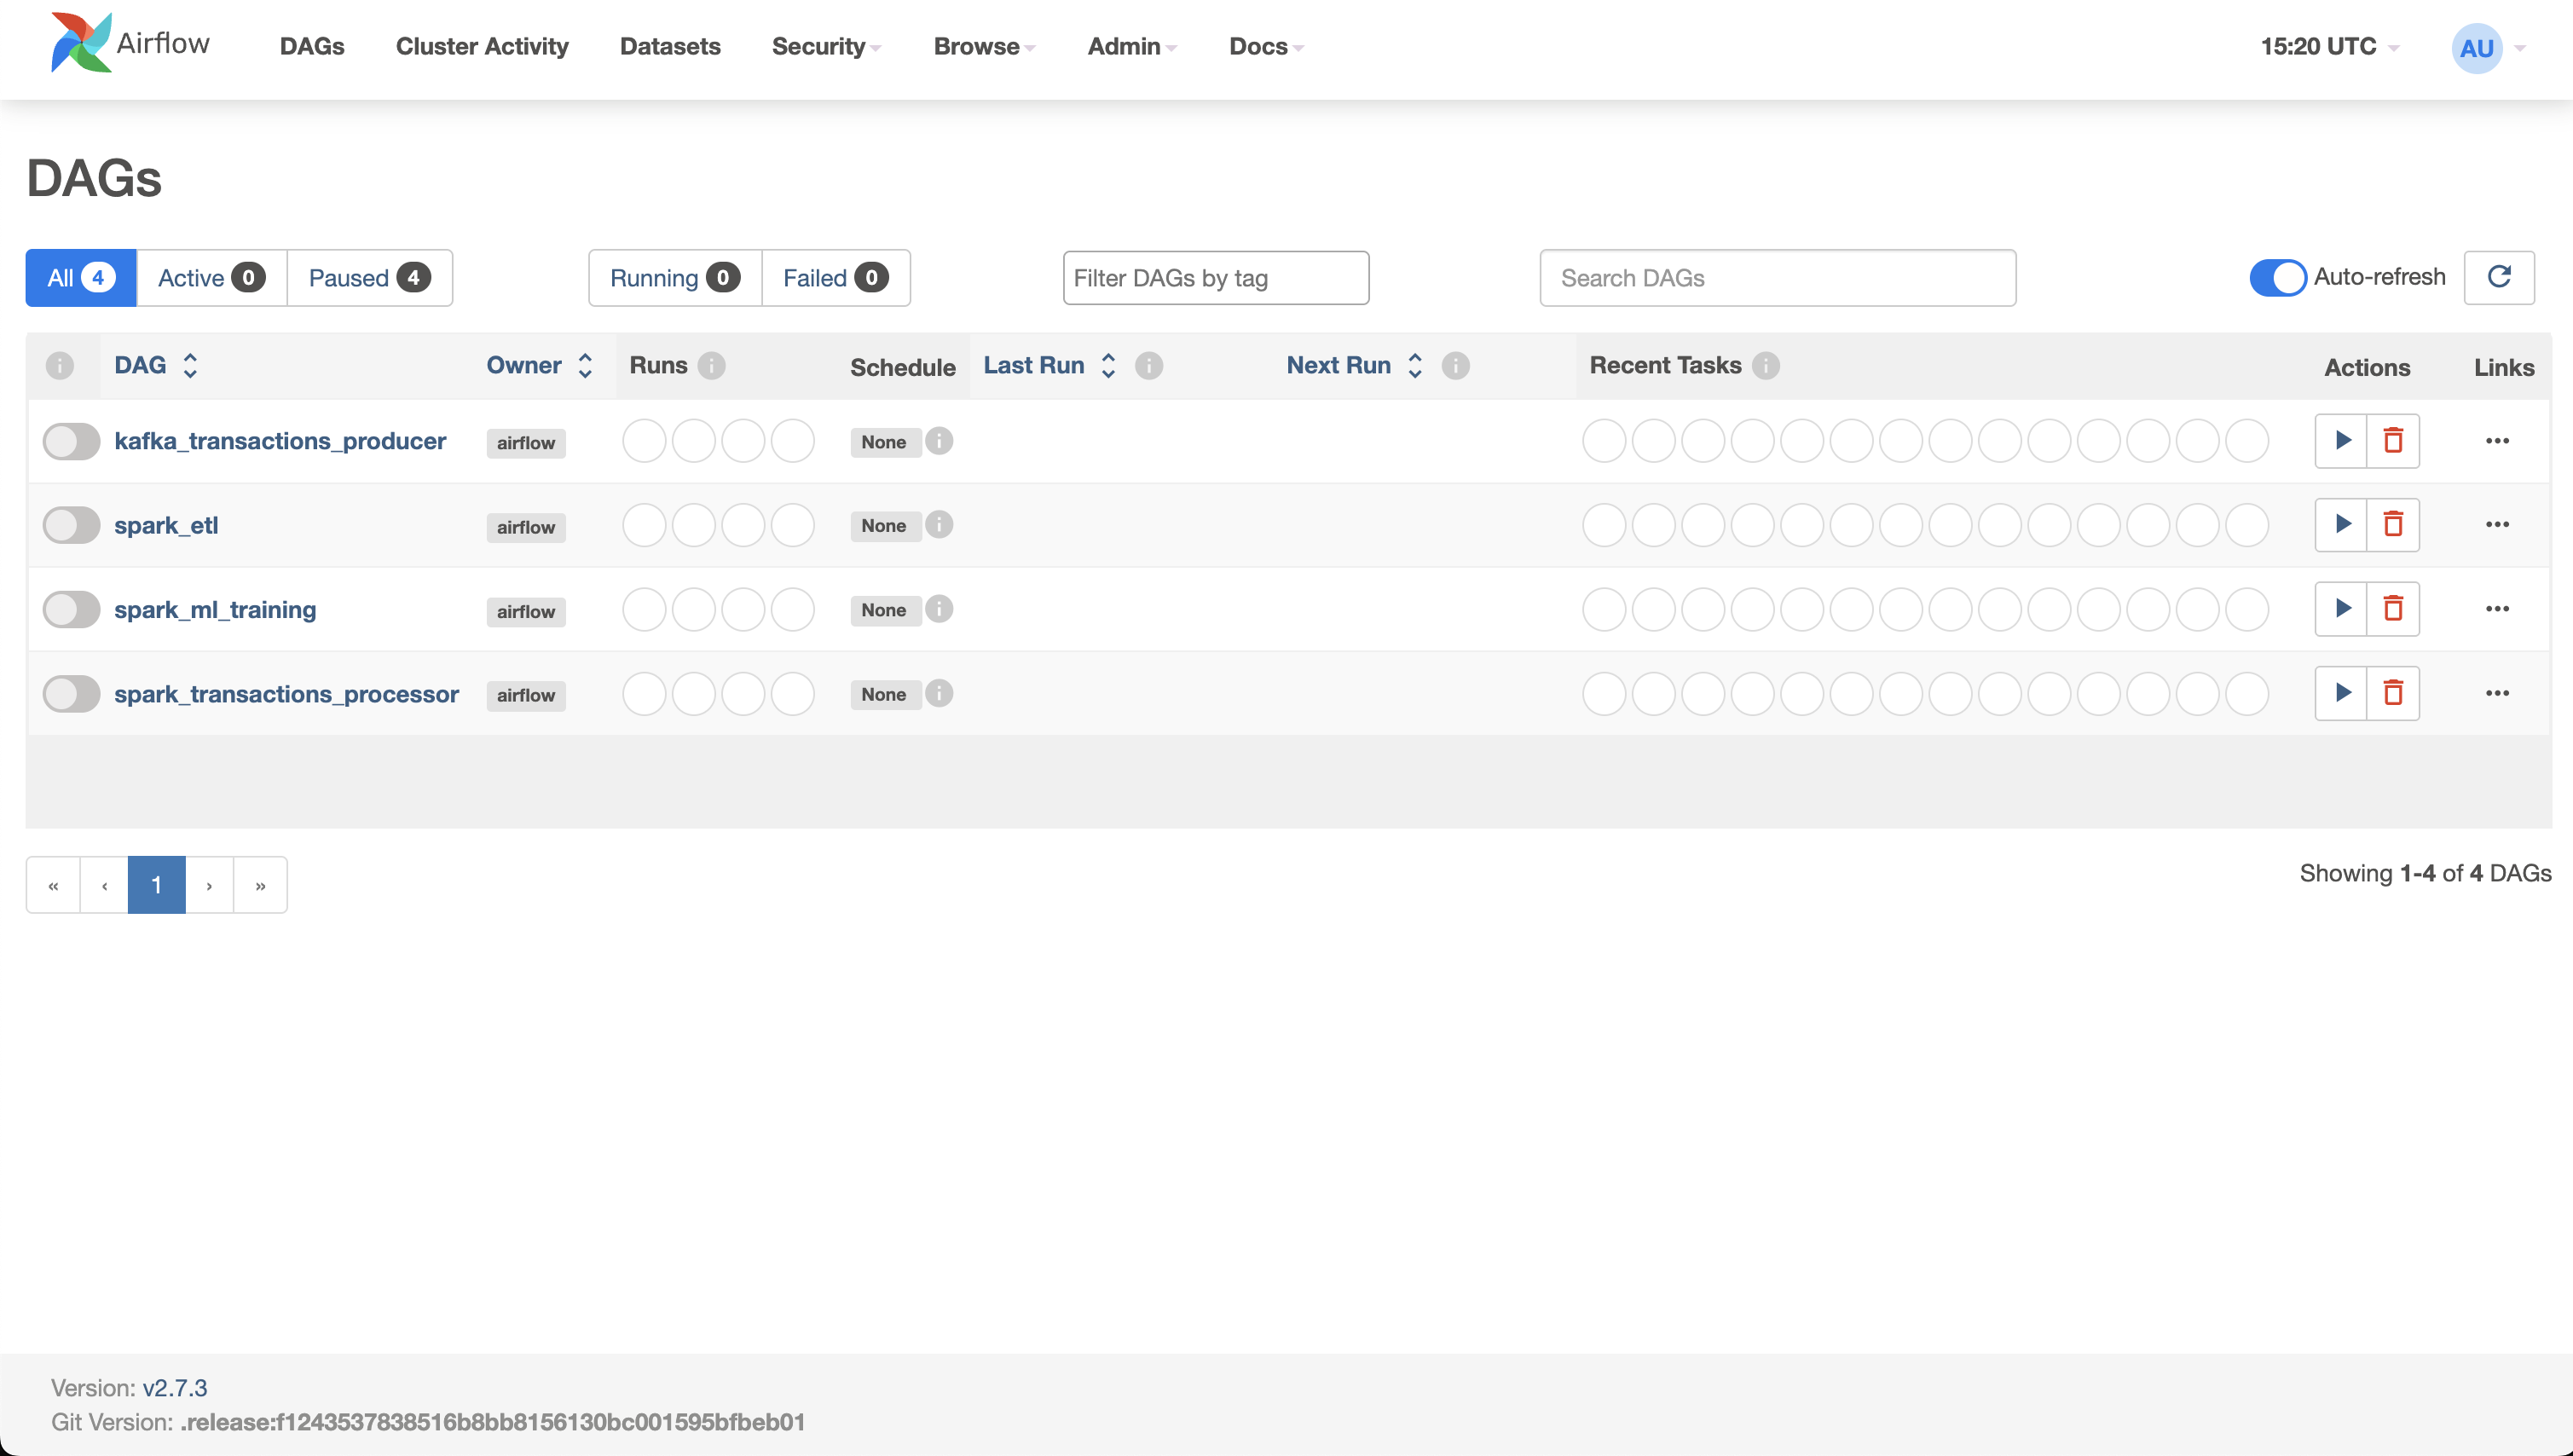 Airflow DAGs Cluster Activity Datasets Security Browse Admin Docs 15:20 UTC AU
DAGs
All 4 Active 0 Paused 4 Running 0 Failed 0 Filter DAGs by tag Search DAGs Auto-refresh
DAG Owner Runs Schedule Last Run Next Run Recent Tasks Actions Links
kafka_transactions_producer airflow None
spark_etl airflow None
spark_ml_training airflow None
spark_transactions_processor airflow None
« ‹ 1 › » Showing 1-4 of 4 DAGs
Version: v2.7.3
Git Version: .release:f1243537838516b8bb8156130bc001595bfbeb01